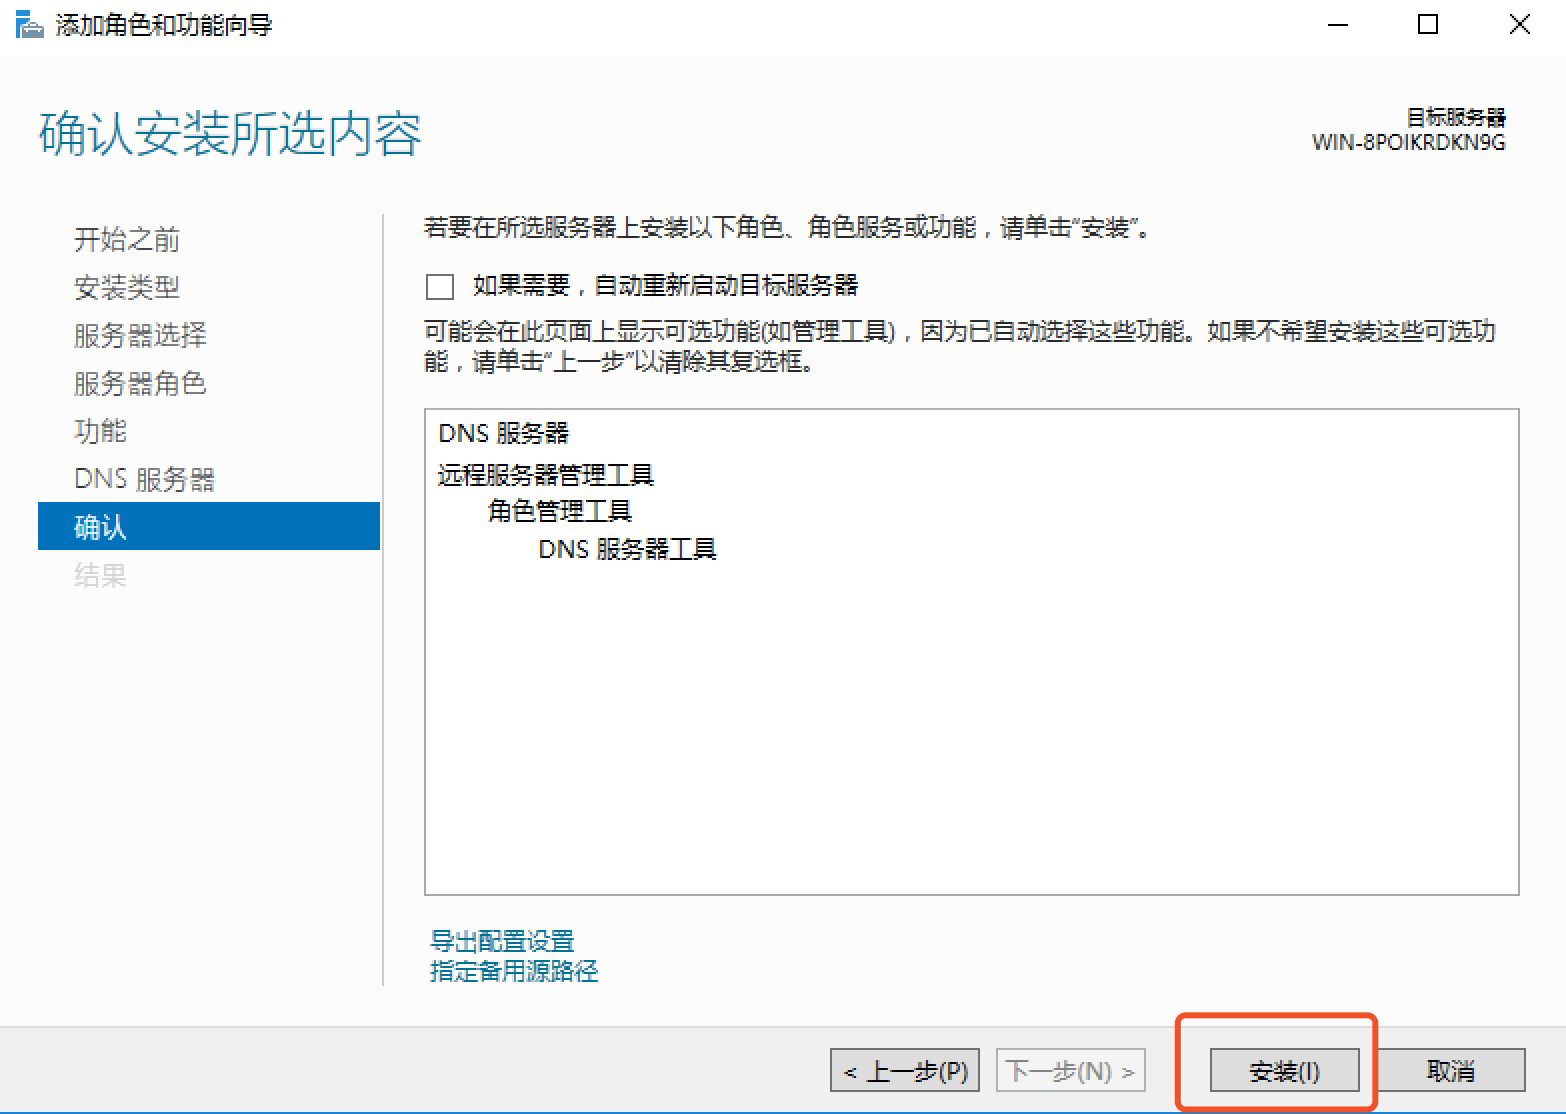 添加角色和功能向导
确认安装所选内容
目标服务器
WIN-8POIKRDKN9G
开始之前
安装类型
服务器选择
服务器角色
功能
DNS 服务器
确认
结果
若要在所选服务器上安装以下角色、角色服务或功能，请单击“安装”。
如果需要，自动重新启动目标服务器
可能会在此页面上显示可选功能(如管理工具)，因为已自动选择这些功能。如果不希望安装这些可选功
能，请单击“上一步”以清除其复选框。
DNS 服务器
远程服务器管理工具
角色管理工具
DNS 服务器工具
导出配置设置
指定备用源路径
< 上一步(P)
下一步(N) >
安装(I)
取消